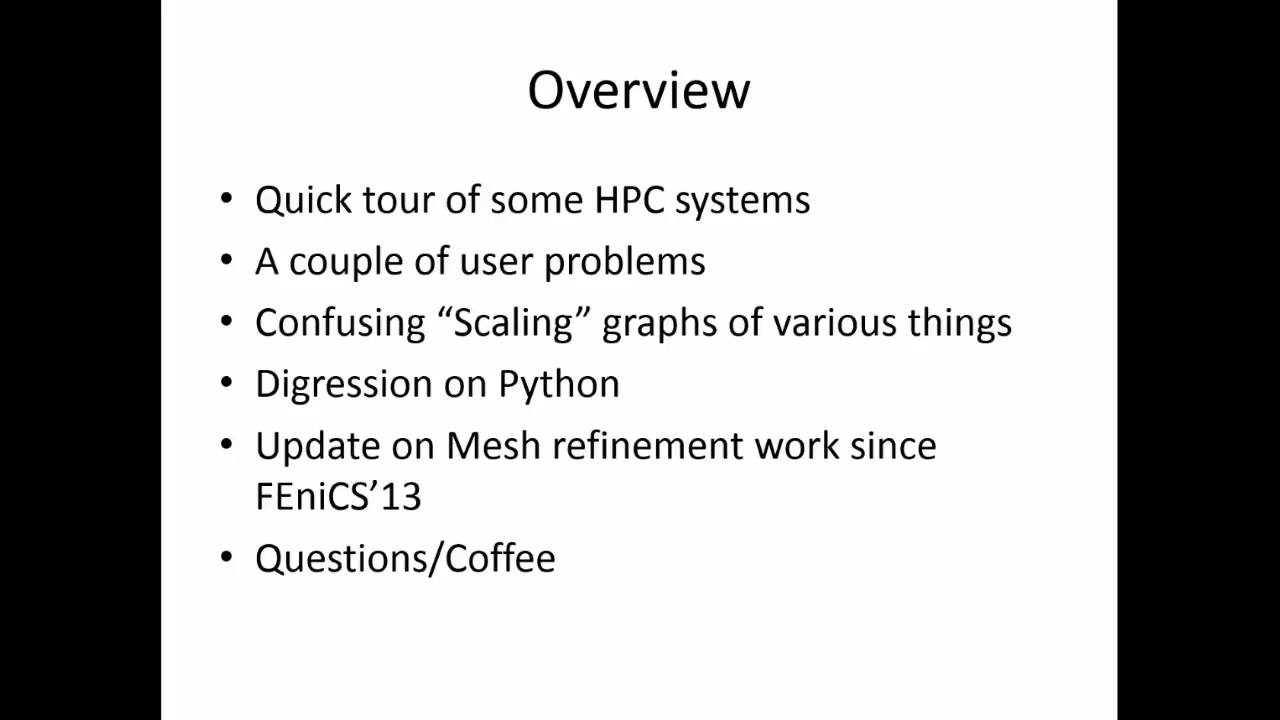 Overview
• Quick tour of some HPC systems
• A couple of user problems
• Confusing “Scaling” graphs of various things
• Digression on Python
• Update on Mesh refinement work since
FEniCS’13
• Questions/Coffee